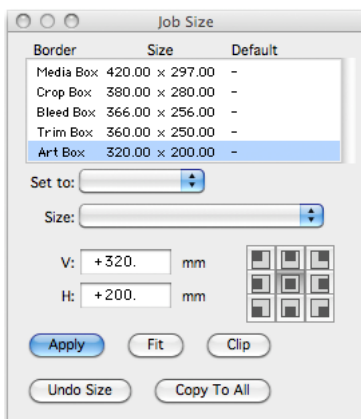 Job Size
Border Size Default
Media Box 420.00 × 297.00 -
Crop Box 380.00 × 280.00 -
Bleed Box 366.00 × 256.00 -
Trim Box 360.00 × 250.00 -
Art Box 320.00 × 200.00 -
Set to:
Size:
V: +320. mm
H: +200. mm
Apply Fit Clip
Undo Size Copy To All